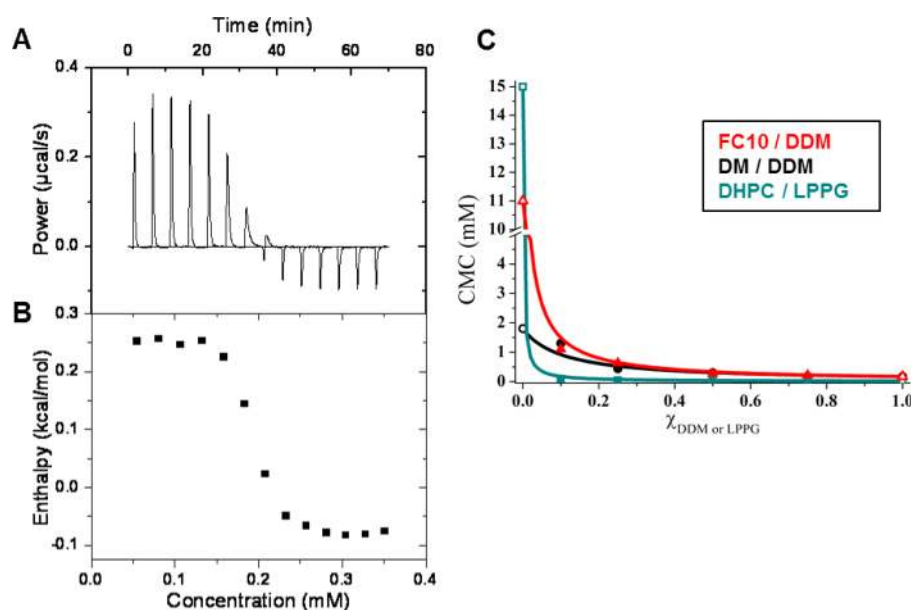 A
Time (min)
0 20 40 60 80
0.4
0.2
0.0
Power (µcal/s)
B
0.3
0.2
0.1
0.0
-0.1
Enthalpy (kcal/mol)
0.0 0.1 0.2 0.3 0.4
Concentration (mM)
C
15
14
13
12
11
10
5
4
3
2
1
0
CMC (mM)
0.0 0.2 0.4 0.6 0.8 1.0
χDDM or LPPG
FC10 / DDM
DM / DDM
DHPC / LPPG